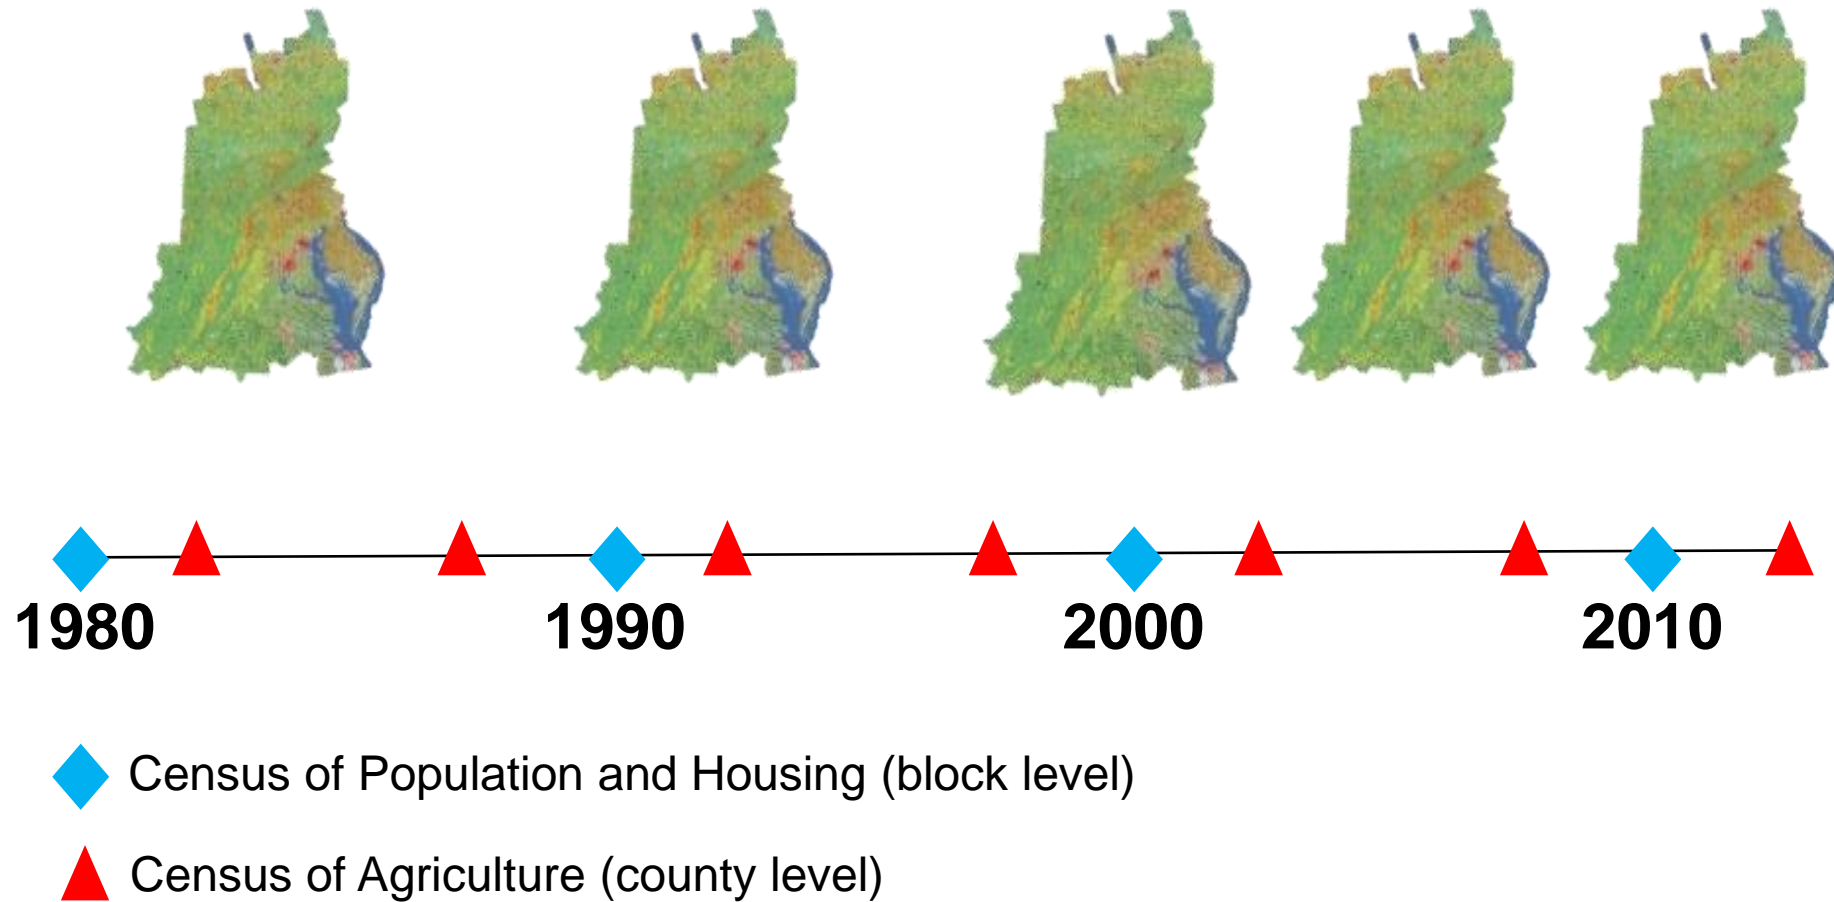 1980 1990 2000 2010
Census of Population and Housing (block level)
Census of Agriculture (county level)